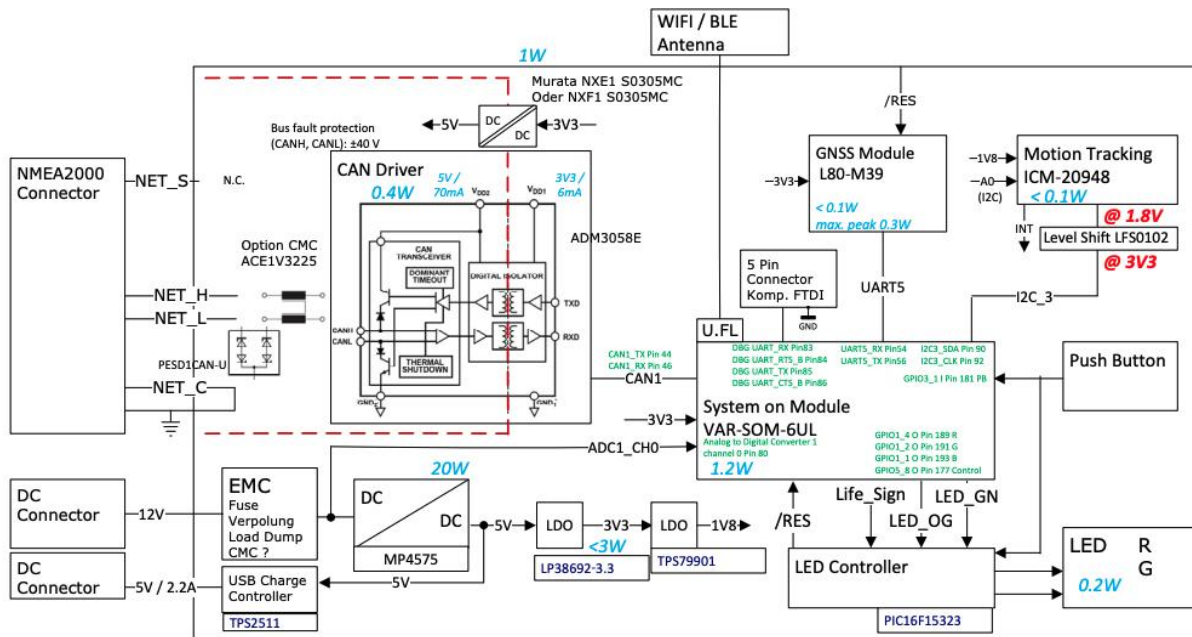 WIFI / BLE
Antenna
1W
Murata NXE1 S0305MC
Oder NXF1 S0305MC
5V
DC
DC
3V3
Bus fault protection
(CANH, CANL): ±40 V
/RES
NMEA2000
Connector
NET_S
N.C.
CAN Driver
0.4W
5V /
70mA
3V3 /
6mA
VDD2
VDD1
ADM3058E
GNSS Module
L80-M39
3V3
< 0.1W
max. peak 0.3W
Motion Tracking
ICM-20948
1V8
A0
(I2C)
< 0.1W
@ 1.8V
INT
Level Shift LFS0102
@ 3V3
Option CMC
ACE1V3225
CAN
TRANSCEIVER
DOMINANT
TIMEOUT
DIGITAL ISOLATOR
TXD
RXD
CANH
CANL
THERMAL
SHUTDOWN
GND2
GND1
NET_H
NET_L
PESD1CAN-U
NET_C
5 Pin
Connector
Komp. FTDI
GND
UART5
I2C_3
U.FL
CAN1_TX Pin 44
CAN1_RX Pin 46
CAN1
DBG UART_RX Pin83
DBG UART_RTS_B Pin84
DBG UART_TX Pin85
DBG UART_CTS_B Pin86
UART5_RX Pin54
UART5_TX Pin56
I2C3_SDA Pin 90
I2C3_CLK Pin 92
GPIO3_1 I Pin 181 PB
Push Button
3V3
System on Module
VAR-SOM-6UL
Analog to Digital Converter 1
channel 0 Pin 80
1.2W
GPIO1_4 O Pin 189 R
GPIO1_2 O Pin 191 G
GPIO1_1 O Pin 193 B
GPIO5_8 O Pin 177 Control
ADC1_CH0
DC
Connector
12V
EMC
Fuse
Verpolung
Load Dump
CMC ?
20W
DC
DC
MP4575
5V
LDO
3V3
<3W
LP38692-3.3
LDO
1V8
TPS79901
/RES
Life_Sign
LED_OG
LED_GN
DC
Connector
5V / 2.2A
USB Charge
Controller
TPS2511
5V
LED Controller
PIC16F15323
LED R
G
0.2W